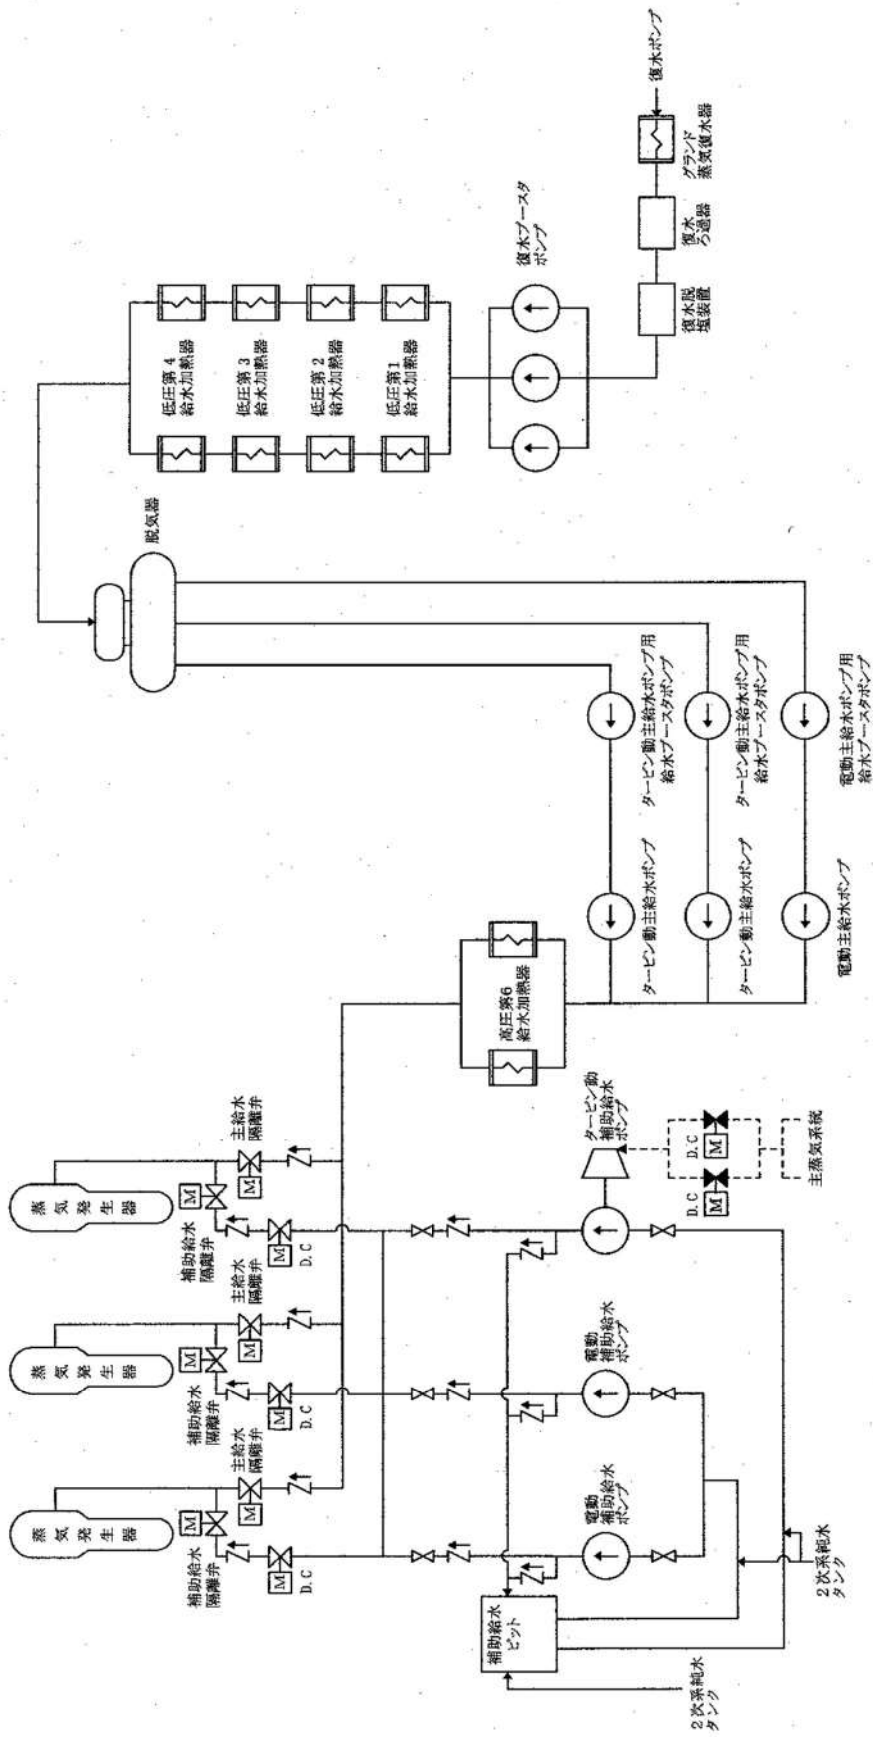 蒸気発生器
蒸気発生器
蒸気発生器
M
M
M
主給水
隔離弁
主給水
隔離弁
主給水
隔離弁
M
M
M
補助給水
隔離弁
補助給水
隔離弁
補助給水
隔離弁
M
D.C
M
D.C
M
D.C
補助給水
ピット
2次系純水
タンク
2次系純水
タンク
電動
補助給水
ポンプ
電動
補助給水
ポンプ
タービン動
補助給水
ポンプ
D.C
M
D.C
M
主蒸気系統
高圧第6
給水加熱器
タービン動主給水ポンプ
タービン動主給水ポンプ
電動主給水ポンプ
タービン動主給水ポンプ用
給水ブースタポンプ
タービン動主給水ポンプ用
給水ブースタポンプ
電動主給水ポンプ用
給水ブースタポンプ
脱気器
低圧第4
給水加熱器
低圧第3
給水加熱器
低圧第2
給水加熱器
低圧第1
給水加熱器
復水ブースタ
ポンプ
復水脱
塩装置
復水
ろ過器
グランド
蒸気復水器
復水ポンプ